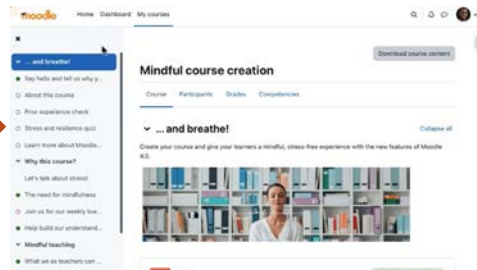 moodle Home Dashboard My courses
Download course content
Mindful course creation
Course Participants Grades Competencies
... and breathe!
Collapse all
Create your course and give your learners a mindful, stress-free experience with the new features of Moodle
4.0.
... and breathe!
Say hello and tell us why y...
About this course
Prior experience check
Stress and resilience quiz
Learn more about Moodle...
Why this course?
Let's talk about stress!
The need for mindfulness
Join us for our weekly live...
Help build our understand...
Mindful teaching
What we as teachers can ...